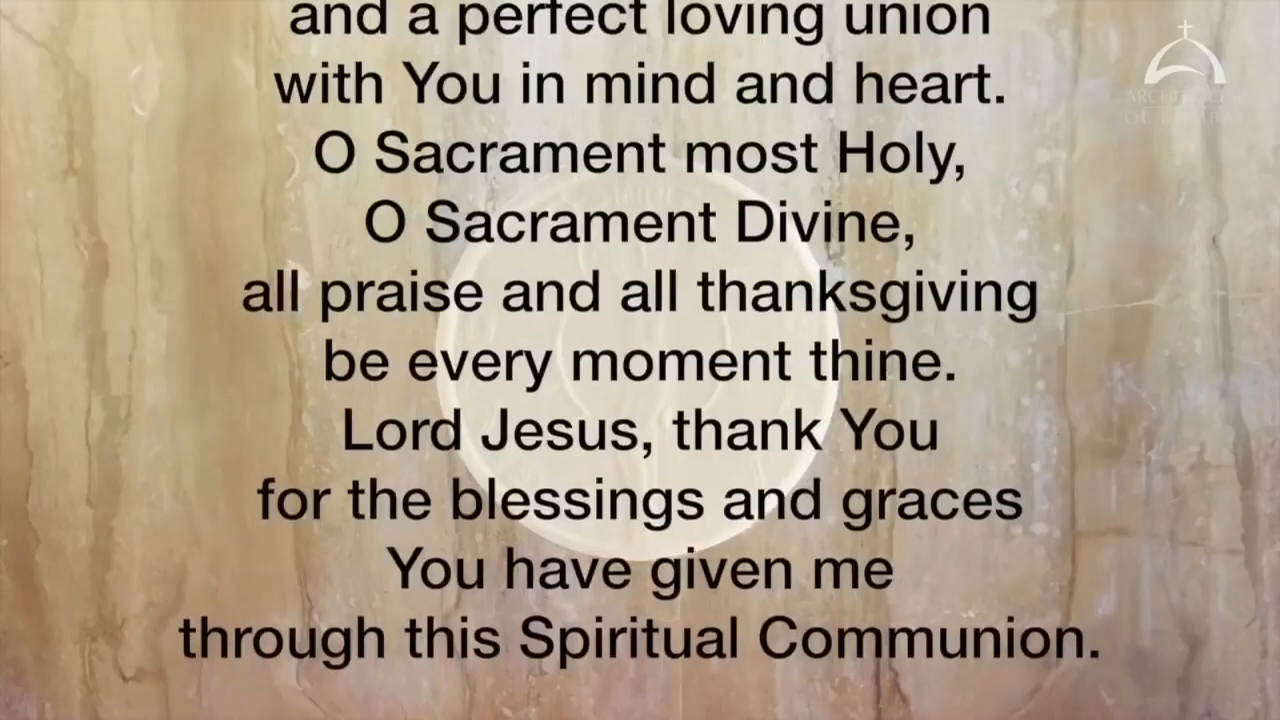 and a perfect loving union
with You in mind and heart.
O Sacrament most Holy,
O Sacrament Divine,
all praise and all thanksgiving
be every moment thine.
Lord Jesus, thank You
for the blessings and graces
You have given me
through this Spiritual Communion.